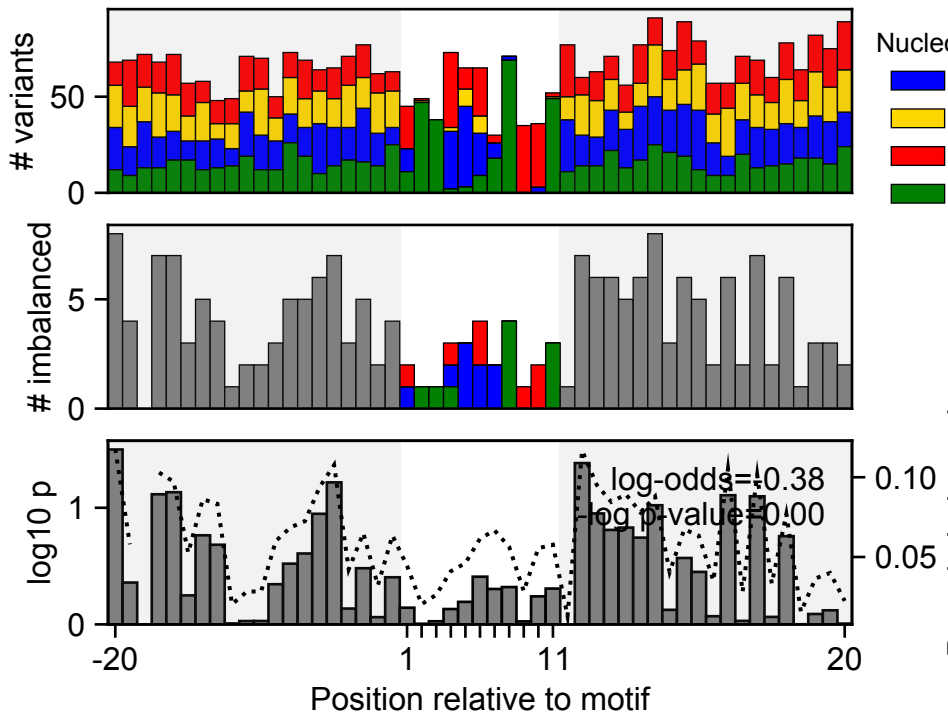 # variants
50
0
Nucle
# imbalanced
5
0
log10 p
1
0
log-odds=-0.38
-log p-value=0.00
0.10
0.05
-20
1
11
20
Position relative to motif